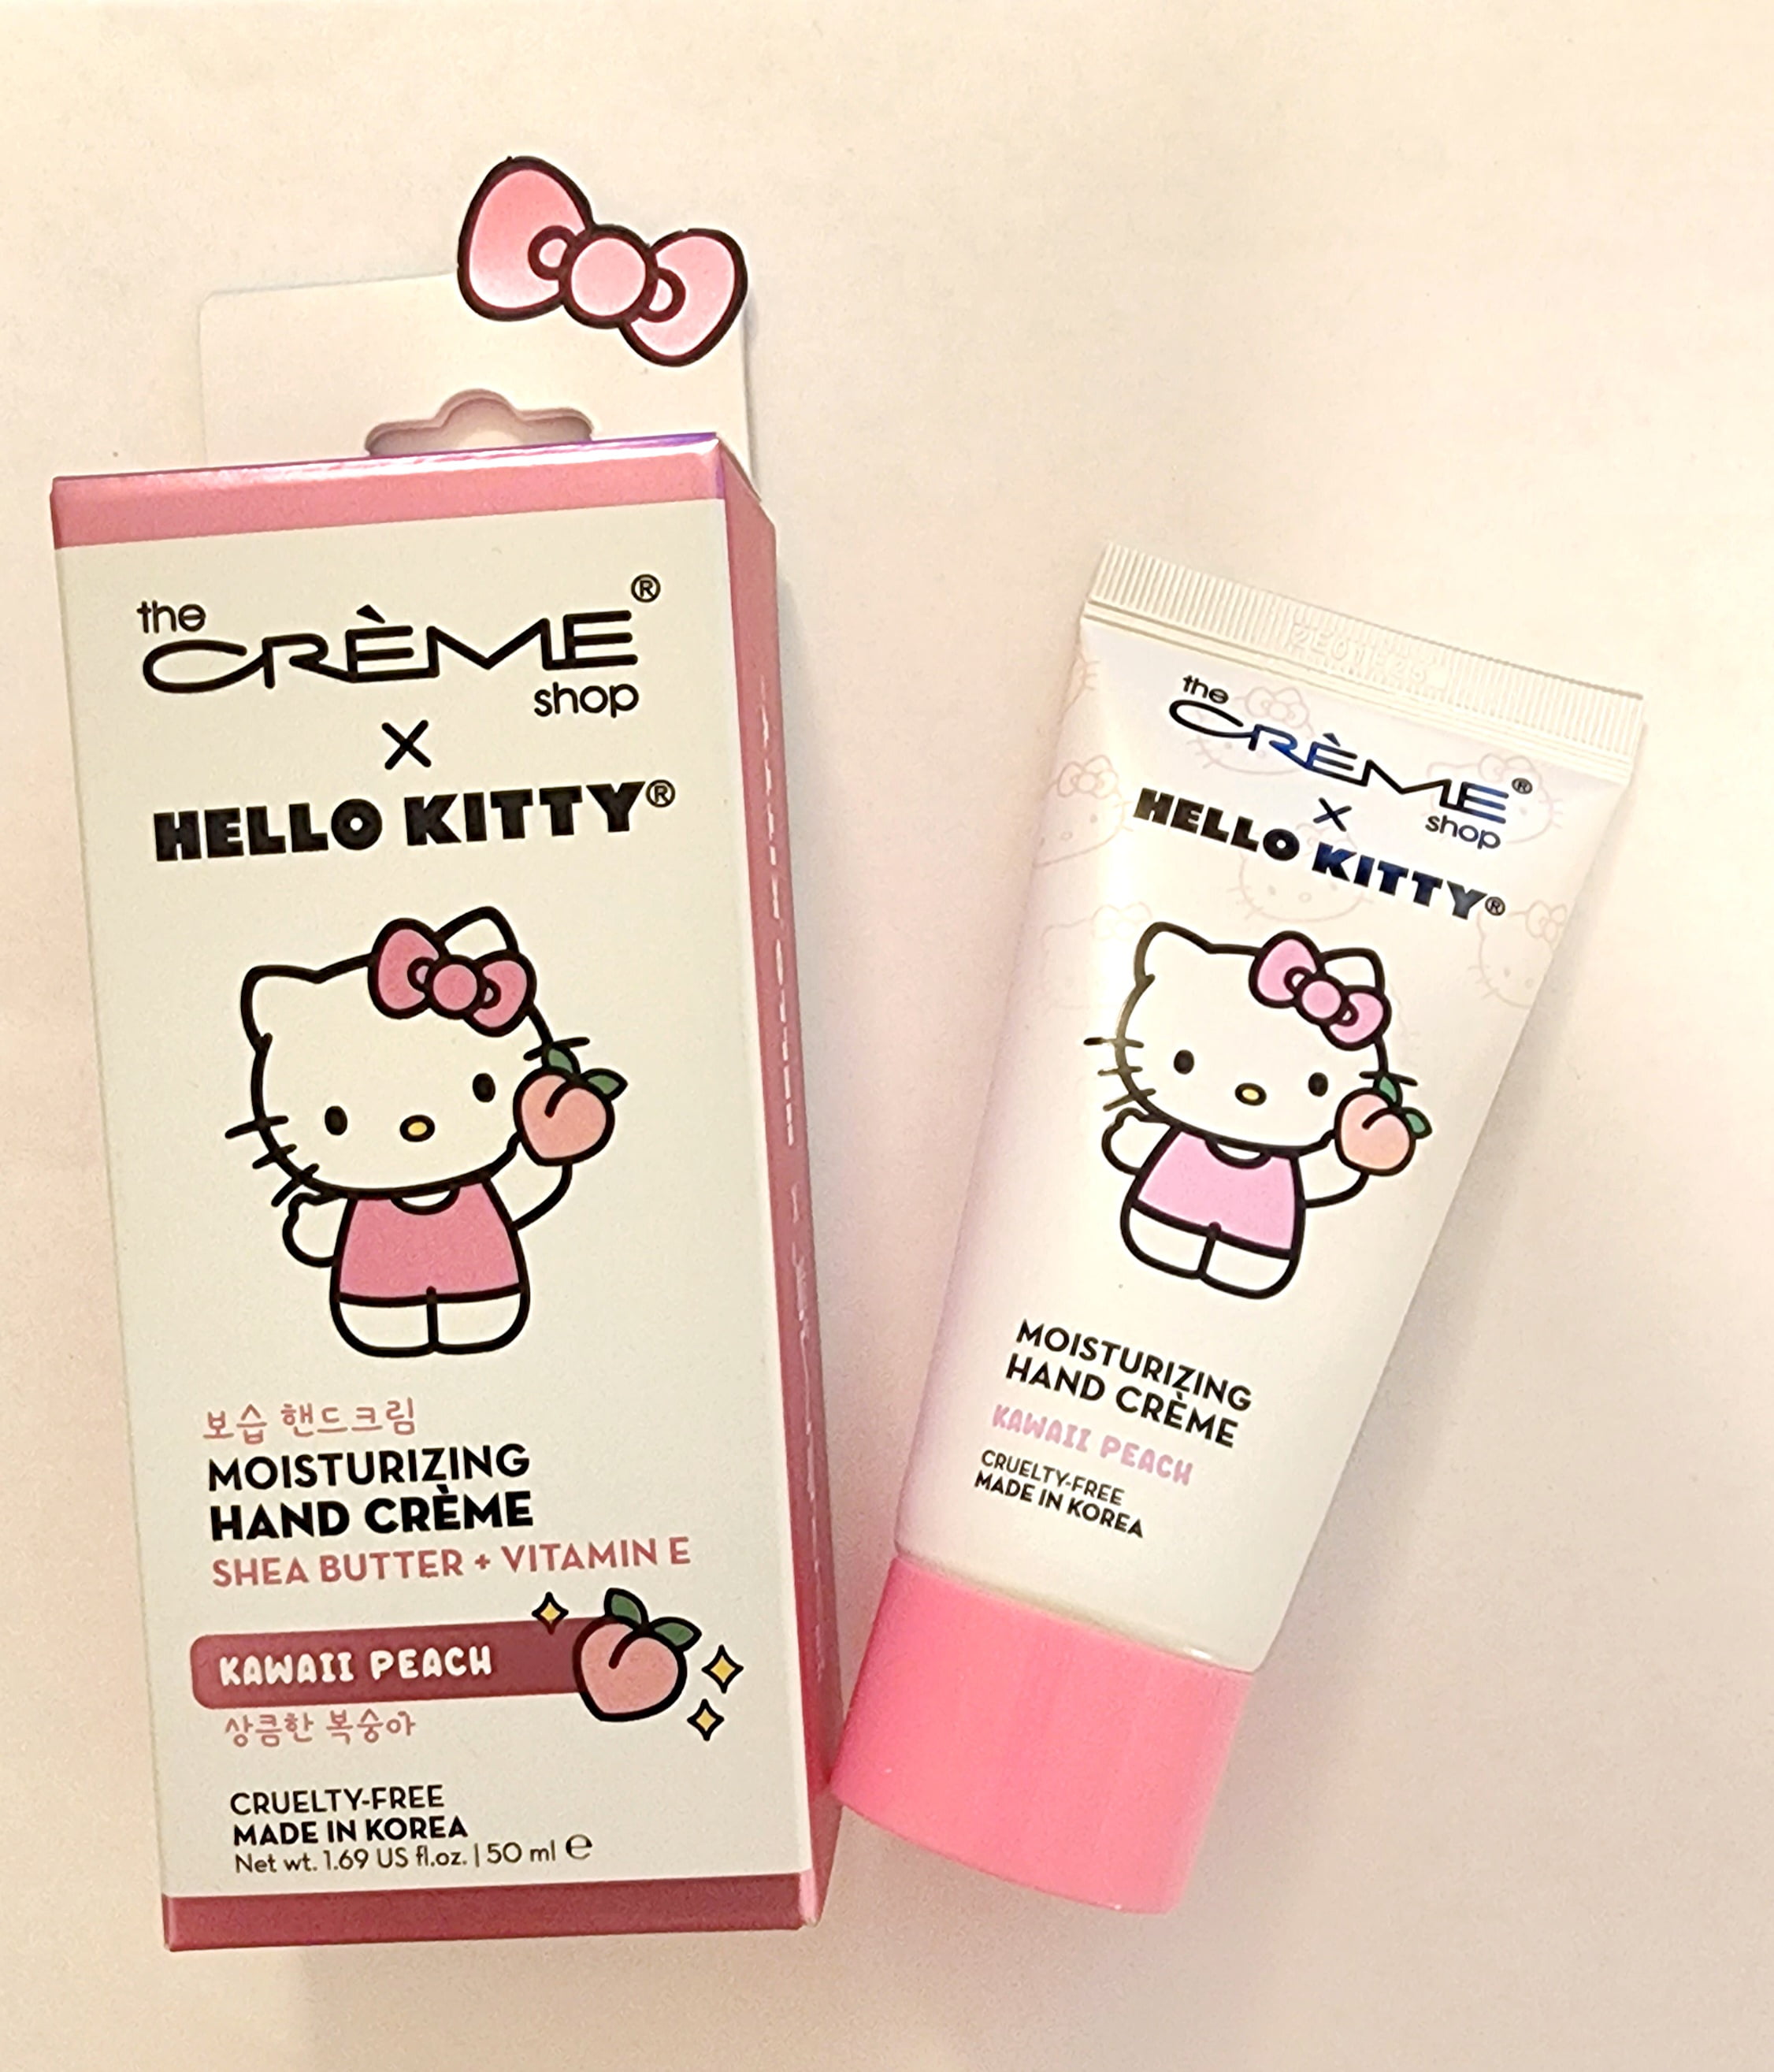 the
CRÈME®
shop
X
HELLO KITTY®
보습 핸드크림
MOISTURIZING
HAND CRÈME
SHEA BUTTER + VITAMIN E
KAWAII PEACH
상큼한 복숭아
CRUELTY-FREE
MADE IN KOREA
Net wt. 1.69 US fl.oz. | 50 ml ℮
the
CRÈME®
shop
X
HELLO KITTY®
MOISTURIZING
HAND CRÈME
KAWAII PEACH
CRUELTY-FREE
MADE IN KOREA